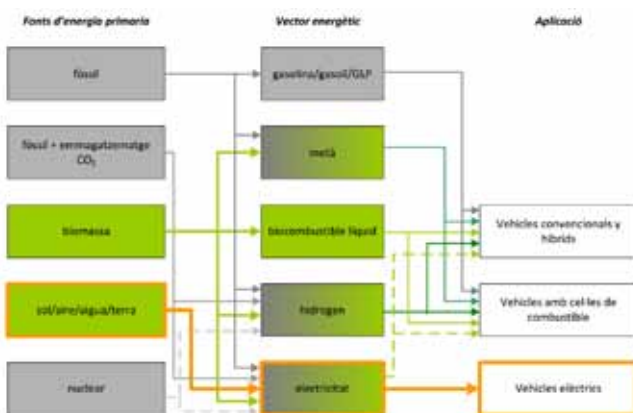 Fonts d'energia primaria
Vector energètic
Aplicació
fòssil
gasolina/gasoil/GLP
fòssil + emmagatzematge
CO₂
metà
biomassa
biocombustible líquid
Vehicles convencionals y
híbrids
sol/aire/aigua/terra
hidrogen
Vehicles amb cel·les de
combustible
nuclear
electricitat
Vehicles elèctrics